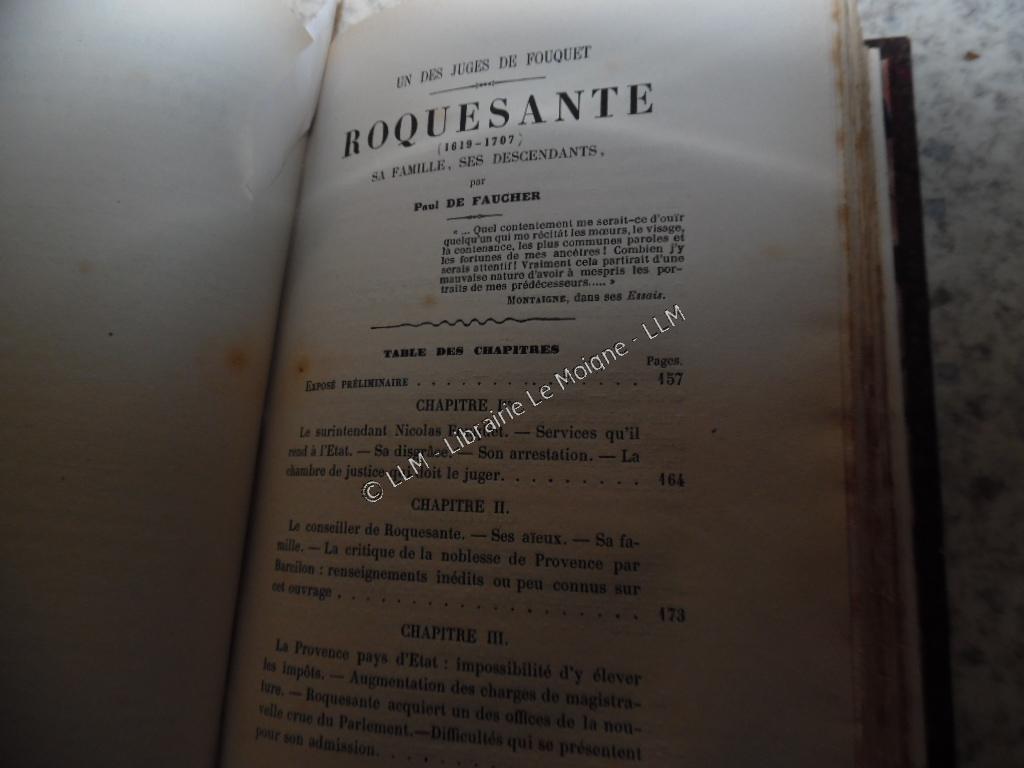 UN DES JUGES DE FOUQUET
ROQUESANTE
(1619-1707)
SA FAMILLE, SES DESCENDANTS,
par
Paul DE FAUCHER
« ... Quel contentement me serait-ce d'ouïr
quelqu'un qui me récitât les mœurs, le visage,
la contenance, les plus communes paroles et
les fortunes de mes ancêtres ! Combien j'y
serais attentif ! Vraiment cela partirait d'une
mauvaise nature d'avoir à mespris les por-
traits de mes prédécesseurs..... »
MONTAIGNE, dans ses Essais.
TABLE DES CHAPITRES
Pages.
EXPOSÉ PRÉLIMINAIRE . . . . . . . . . . . . . . . 157
CHAPITRE
Le surintendant Nicolas — Services qu'il
rend à l'Etat. — Sa disgrâce. — Son arrestation. — La
chambre de justice qui doit le juger. . . . . . . . . . 164
CHAPITRE II.
Le conseiller de Roquesante. — Ses aïeux. — Sa fa-
mille. — La critique de la noblesse de Provence par
Barcilon : renseignements inédits ou peu connus sur
cet ouvrage . . . . . . . . . . . . . . . . . . 173
CHAPITRE III.
La Provence pays d'Etat : impossibilité d'y élever
les impôts. — Augmentation des charges de magistra-
ture. — Roquesante acquiert un des offices de la nou-
velle crue du Parlement. — Difficultés qui se présentent
pour son admission. . . . . . .
© LLM - Librairie Le Moigne - LLM